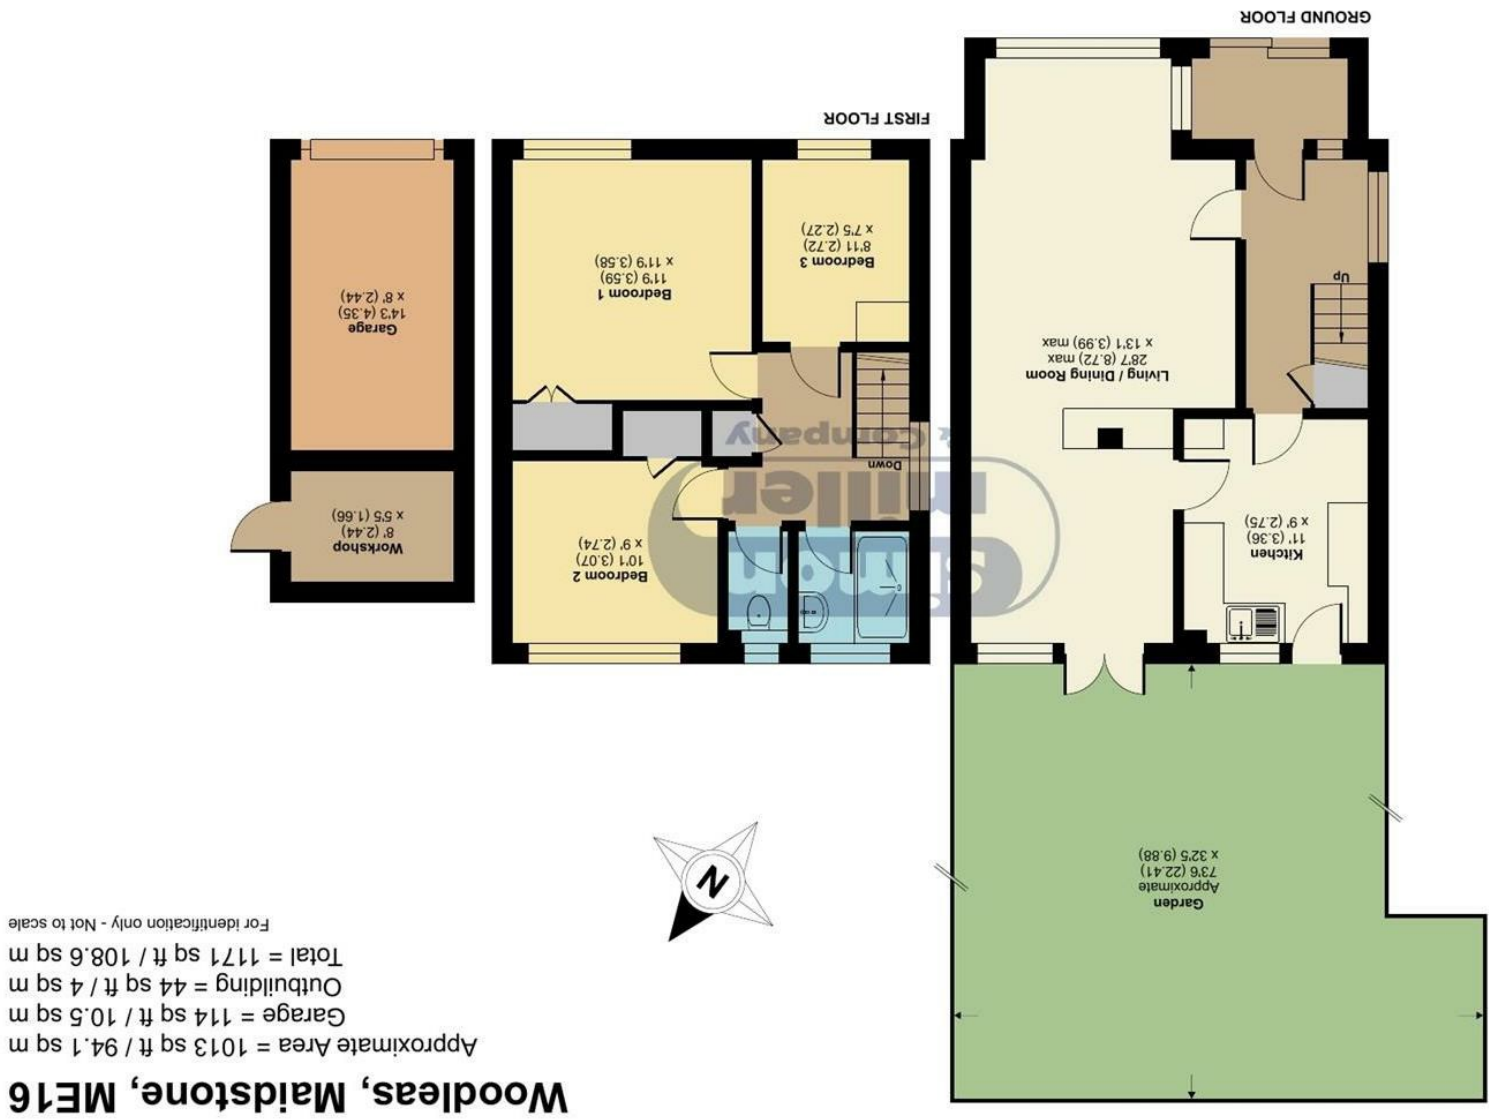 Woodleas, Maidstone, ME16
Approximate Area = 1013 sq ft / 94.1 sq m
Garage = 114 sq ft / 10.5 sq m
Outbuilding = 44 sq ft / 4 sq m
Total = 1171 sq ft / 108.6 sq m
For identification only - Not to scale
N
Garden
Approximate
73'6 (22.41)
x 32'5 (9.88)
Kitchen
11' (3.36)
x 9' (2.75)
Living / Dining Room
28'7 (8.72) max
x 13'1 (3.99) max
Up
GROUND FLOOR
Bedroom 2
10'1 (3.07)
x 9' (2.74)
Down
Bedroom 1
11'9 (3.59)
x 11'9 (3.58)
Bedroom 3
8'11 (2.72)
x 7'5 (2.27)
FIRST FLOOR
Workshop
8' (2.44)
x 5'5 (1.66)
Garage
14'3 (4.35)
x 8' (2.44)
simon
miller
& Company